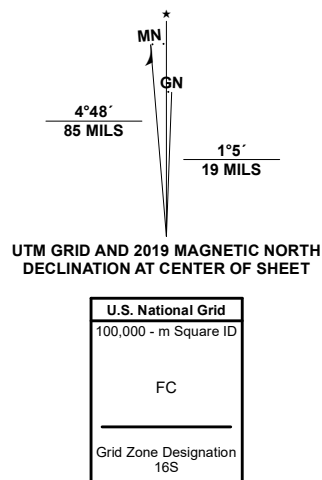 ★
MN
GN
4°48´
85 MILS
1°5´
19 MILS
UTM GRID AND 2019 MAGNETIC NORTH
DECLINATION AT CENTER OF SHEET
U.S. National Grid
100,000 - m Square ID
FC
Grid Zone Designation
16S